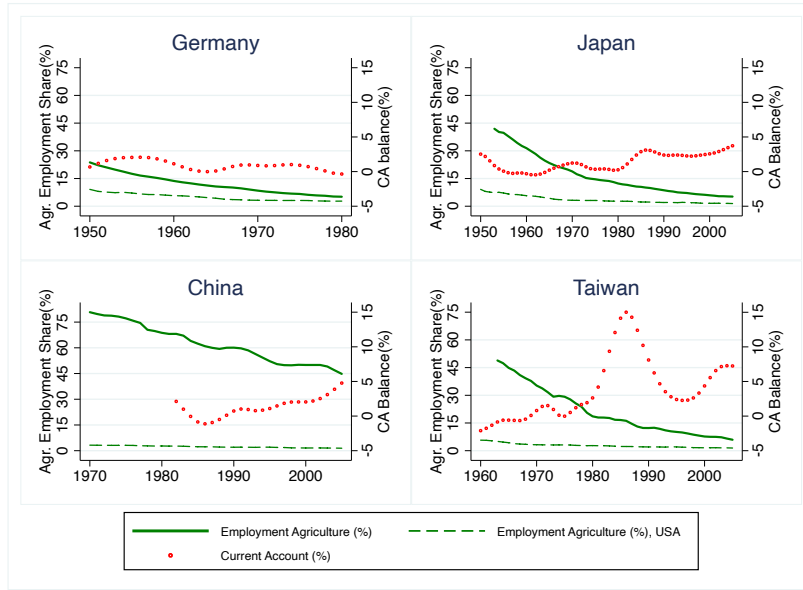 Germany
Agr. Employment Share(%)
0 15 30 45 60 75
CA balance(%)
-5 0 5 10 15
1950 1960 1970 1980
Japan
Agr. Employment Share(%)
0 15 30 45 60 75
CA balance(%)
-5 0 5 10 15
1950 1960 1970 1980 1990 2000
China
Agr. Employment Share(%)
0 15 30 45 60 75
CA Balance(%)
-5 0 5 10 15
1970 1980 1990 2000
Taiwan
Agr. Employment Share(%)
0 15 30 45 60 75
CA Balance(%)
-5 0 5 10 15
1960 1970 1980 1990 2000
Employment Agriculture (%)
Employment Agriculture (%), USA
Current Account (%)